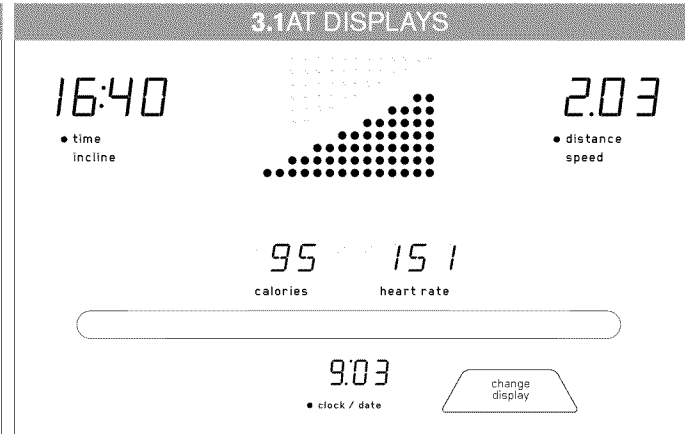 3.1AT DISPLAYS
16:40
2.03
• time
incline
• distance
speed
95
151
calories
heart rate
9:03
• clock / date
change
display